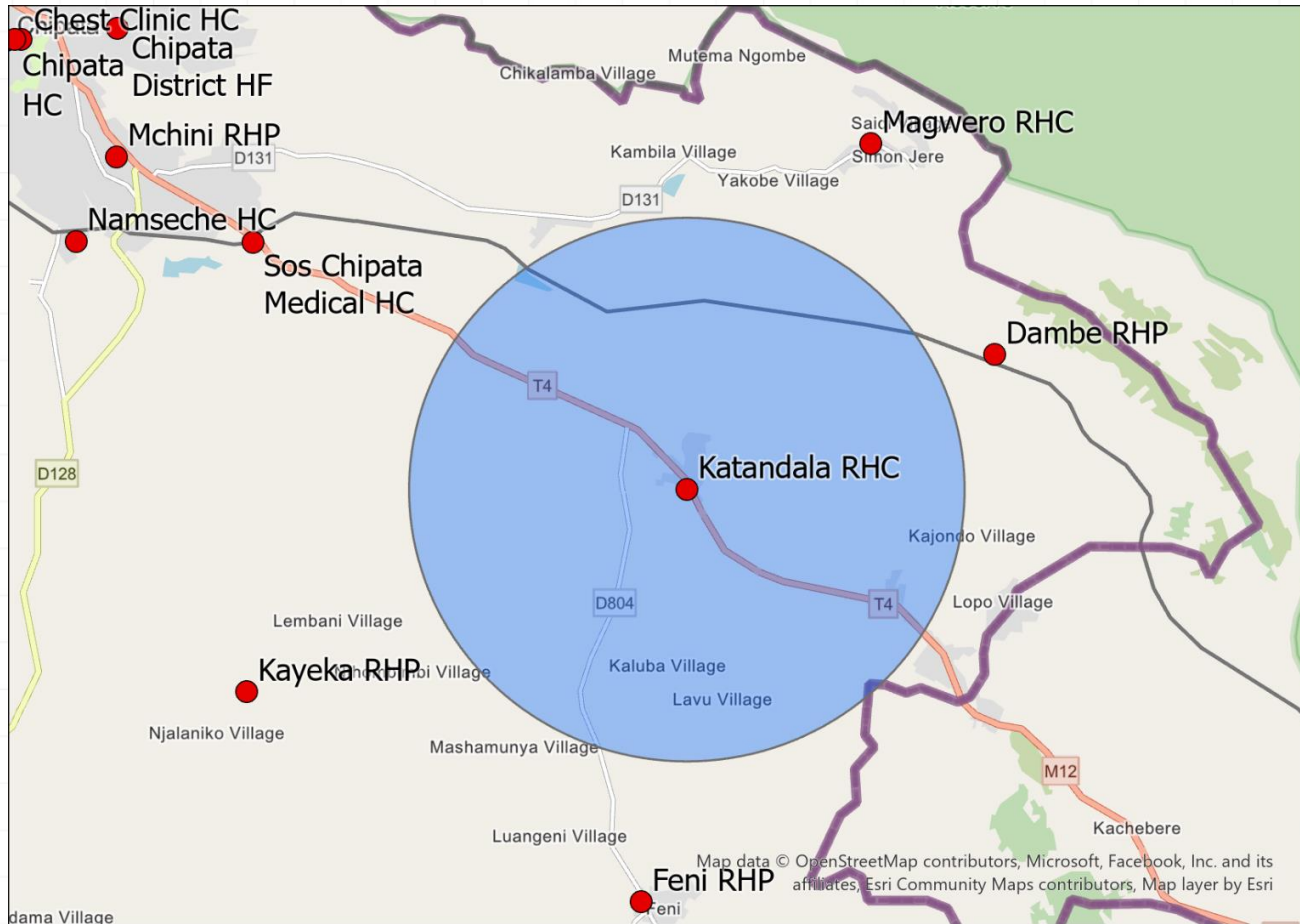 Chest Clinic HC
Chipata
Chipata
District HF
Chipata
HC
Mutema Ngombe
Chikalamba Village
Magwero RHC
Simon Jere
Mchini RHP
D131
Kambila Village
Yakobe Village
D131
Namseche HC
Sos Chipata
Medical HC
Dambe RHP
T4
Katandala RHC
D128
Kajondo Village
T4
Lopo Village
D804
Lembani Village
Kaluba Village
Kayeka RHP
Village
Lavu Village
Njalaniko Village
Mashamunya Village
M12
Luangeni Village
Kachebere
Map data © OpenStreetMap contributors, Microsoft, Facebook, Inc. and its
affiliates, Esri Community Maps contributors, Map layer by Esri
Feni RHP
Feni
dama Village